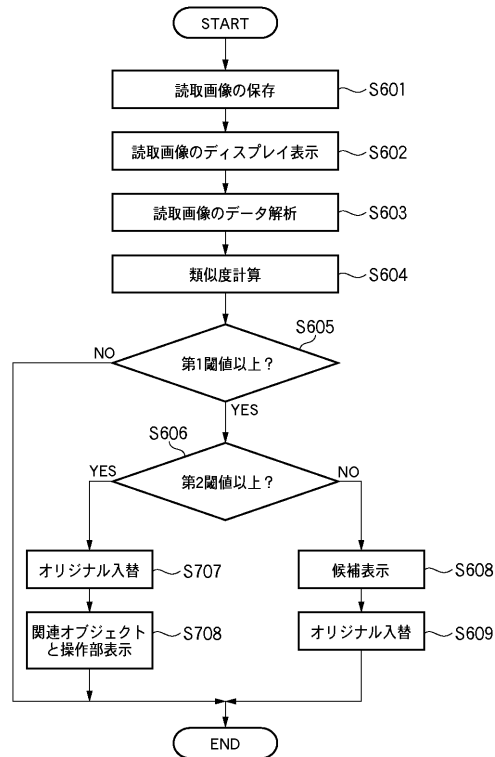 START
読取画像の保存
S601
読取画像のディスプレイ表示
S602
読取画像のデータ解析
S603
類似度計算
S604
S605
第1閾値以上？
NO
YES
S606
第2閾値以上？
YES
NO
オリジナル入替
S707
候補表示
S608
関連オブジェクト
と操作部表示
S708
オリジナル入替
S609
END